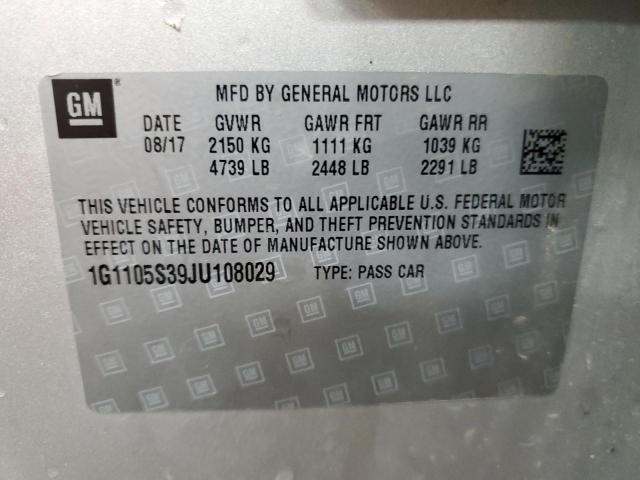 GM ®
MFD BY GENERAL MOTORS LLC
DATE GVWR GAWR FRT GAWR RR
08/17 2150 KG 1111 KG 1039 KG
4739 LB 2448 LB 2291 LB
THIS VEHICLE CONFORMS TO ALL APPLICABLE U.S. FEDERAL MOTOR
VEHICLE SAFETY, BUMPER, AND THEFT PREVENTION STANDARDS IN
EFFECT ON THE DATE OF MANUFACTURE SHOWN ABOVE.
1G1105S39JU108029 TYPE: PASS CAR